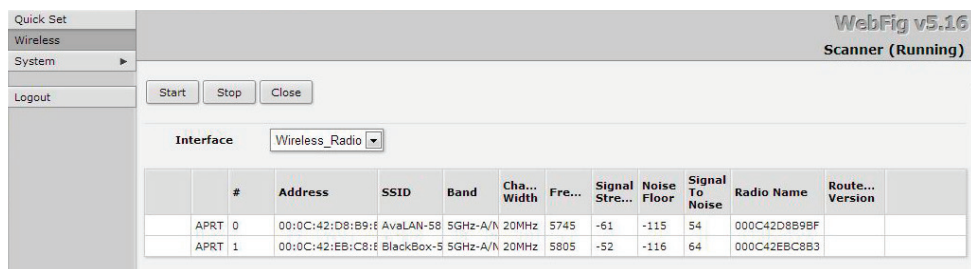 Quick Set
WebFig v5.16
Wireless
Scanner (Running)
System
Logout
Start Stop Close
Interface Wireless_Radio
# Address SSID Band Cha... Width Fre... Signal Stre... Noise Floor Signal To Noise Radio Name Route... Version
APRT 0 00:0C:42:D8:B9:B AvaLAN-58 5GHz-A/N 20MHz 5745 -61 -115 54 000C42D8B9BF
APRT 1 00:0C:42:EB:C8:B BlackBox-5 5GHz-A/N 20MHz 5805 -52 -116 64 000C42EBC8B3